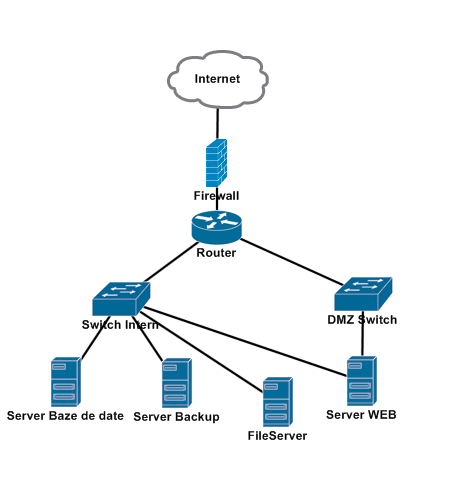 Internet
Firewall
Router
Switch Intern
DMZ Switch
Server Baze de date
Server Backup
FileServer
Server WEB